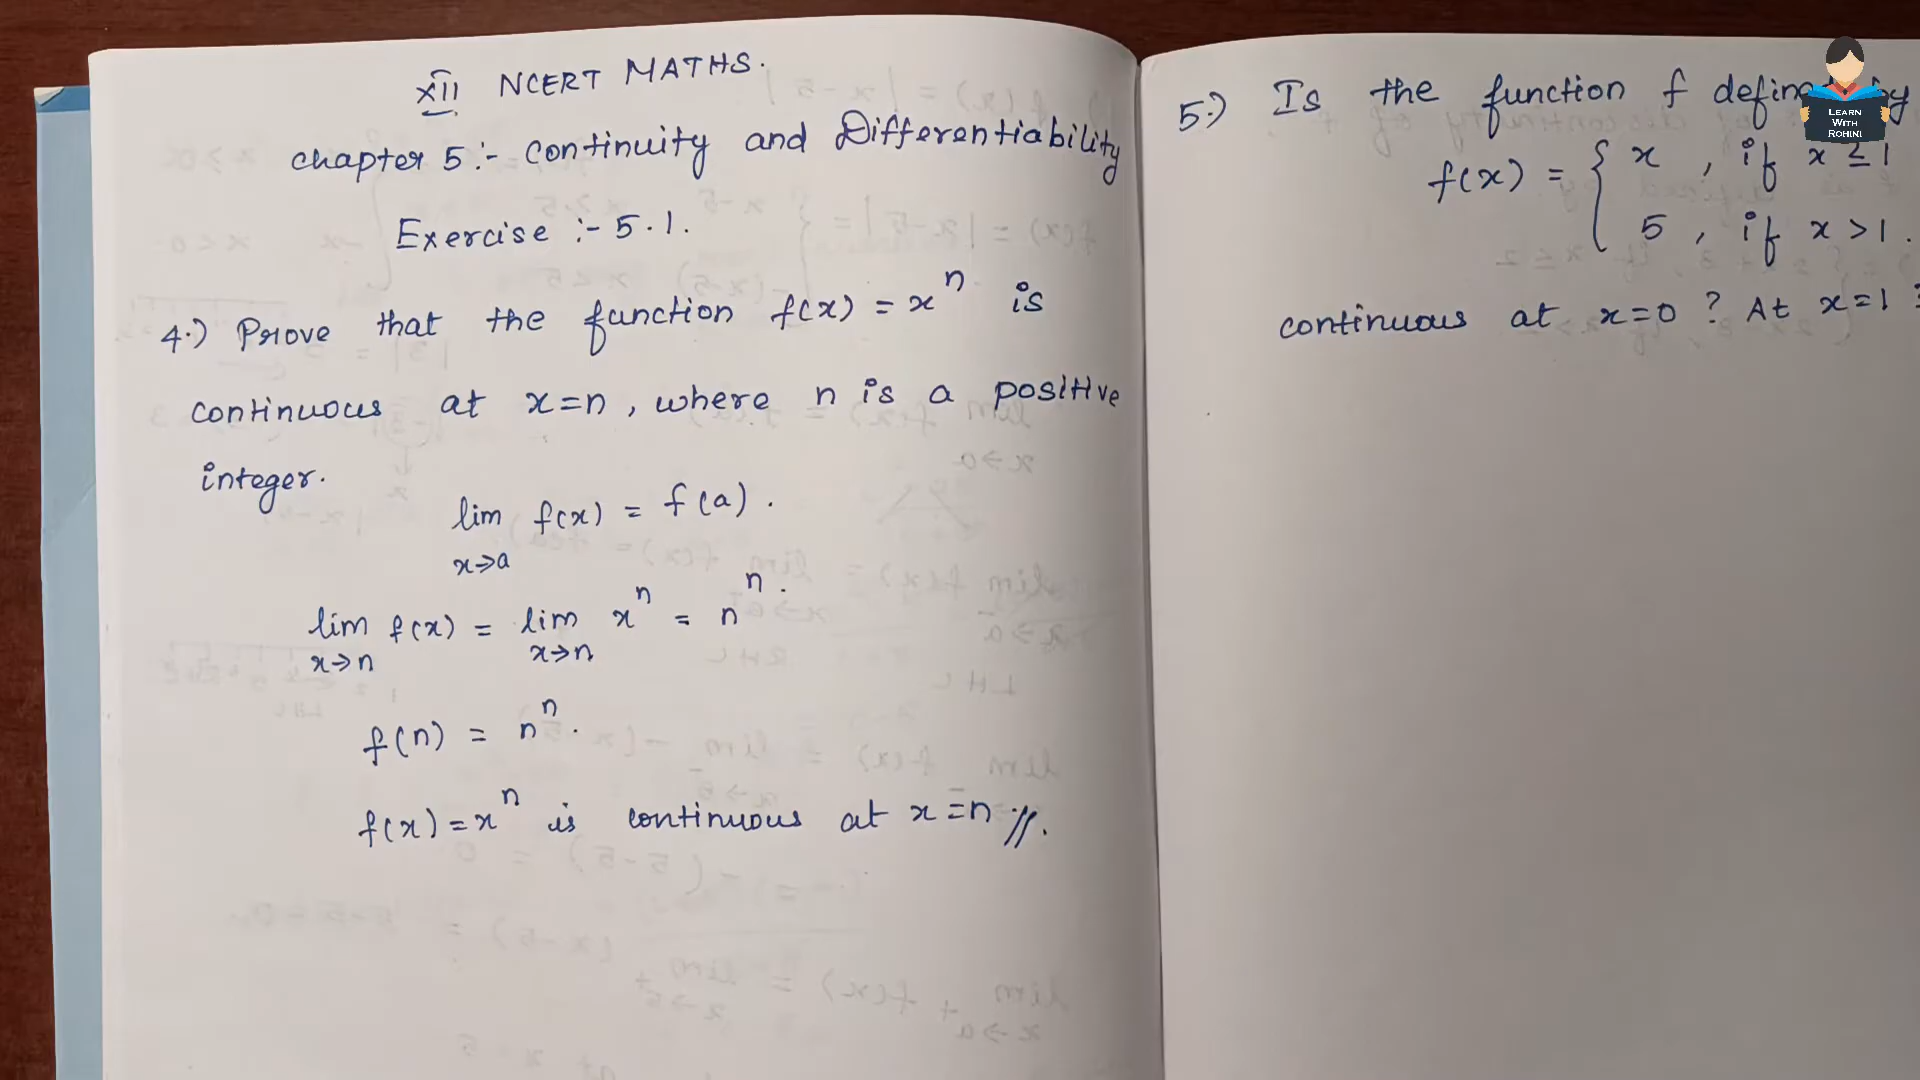 XII NCERT MATHS.
chapter 5:- Continuity and Differentiability
Exercise :- 5.1.
4.) Prove that the function f(x) = x^n is
continuous at x=n, where n is a positive
integer.
lim f(x) = f(a).
x→a
lim f(x) = lim x^n = n^n.
x→n x→n
f(n) = n^n.
f(x) = x^n is continuous at x=n //.
5.) Is the function f defined by
f(x) = { x , if x ≤ 1
5 , if x > 1.
continuous at x=0 ? At x=1 ?
LEARN
WITH
ROHINI